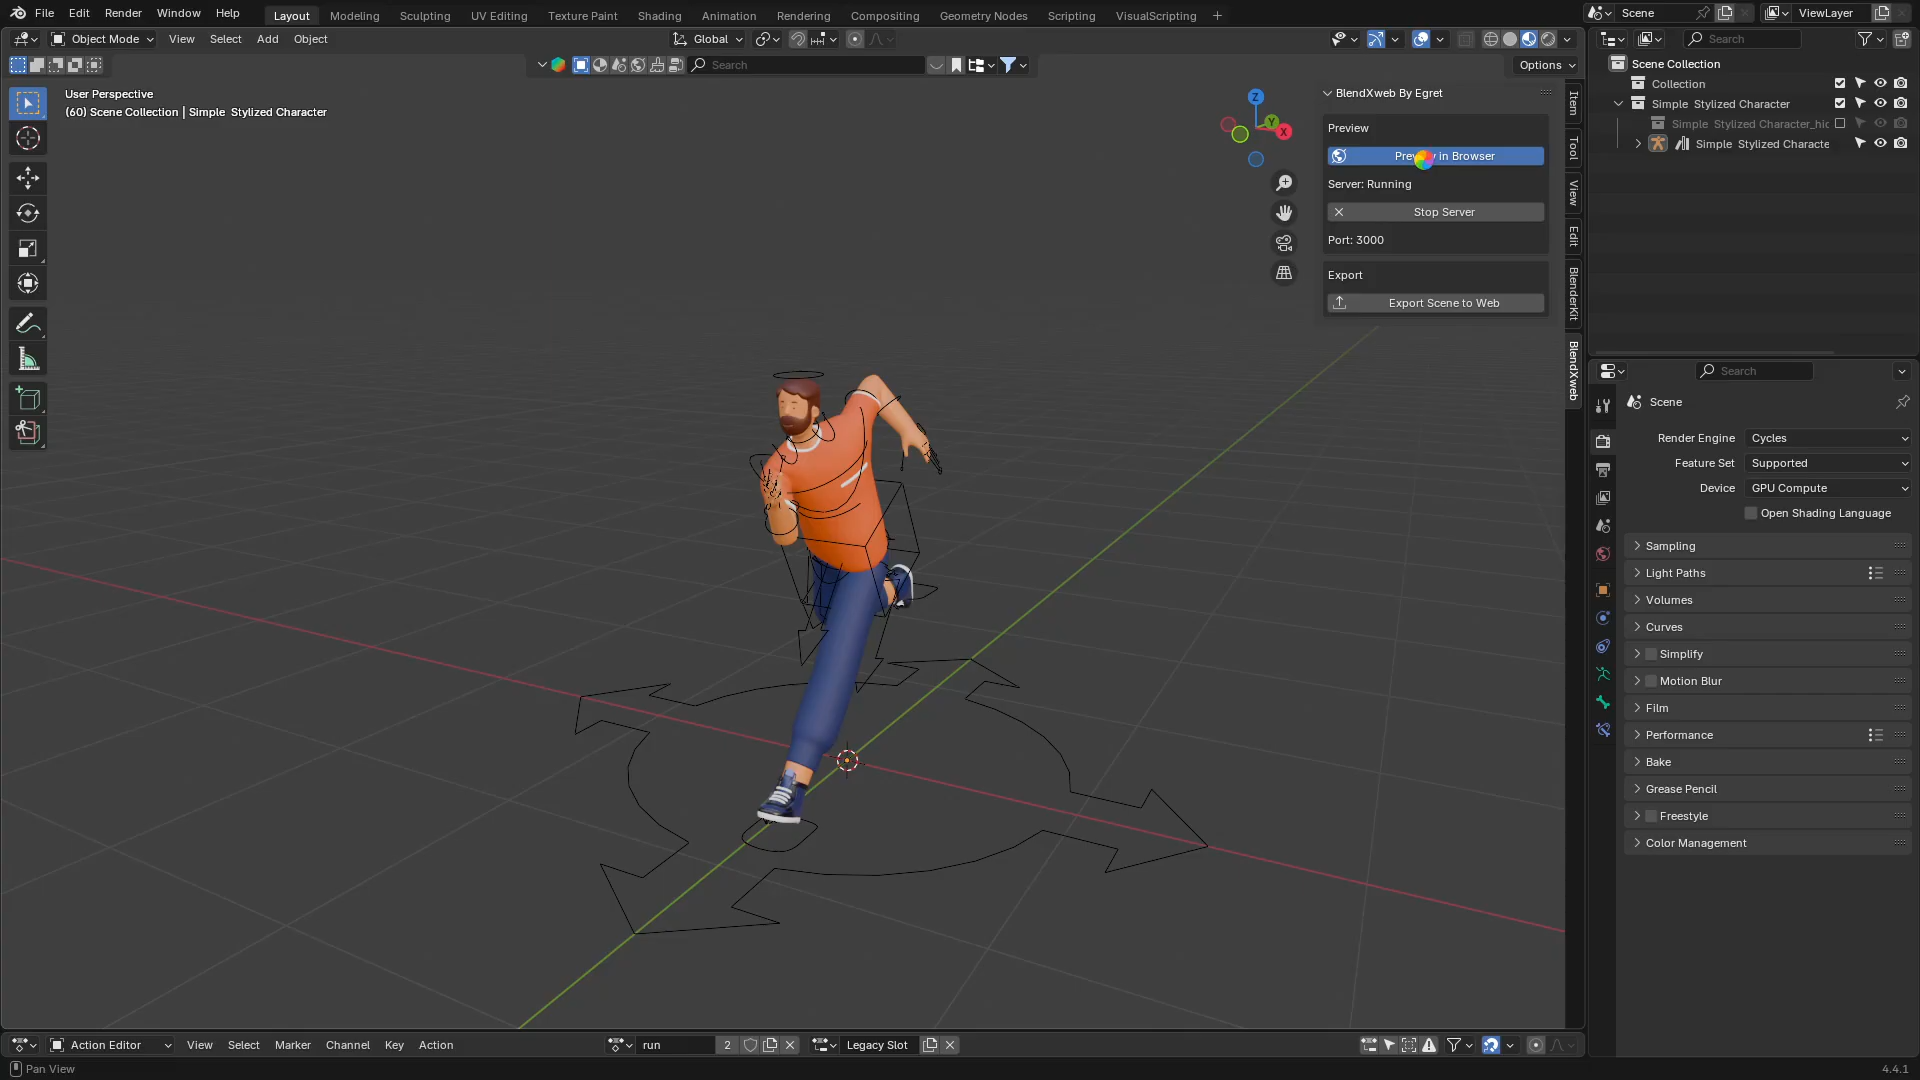 File Edit Render Window Help Layout Modeling Sculpting UV Editing Texture Paint Shading Animation Rendering Compositing Geometry Nodes Scripting VisualScripting + Scene ViewLayer
Object Mode View Select Add Object Global Search
Search Options
User Perspective
(60) Scene Collection | Simple Stylized Character
Z
Y
X
BlendXweb By Egret
Preview
in Browser
Server: Running
Stop Server
Port: 3000
Export
Export Scene to Web
Item
Tool
View
Edit
BlenderKit
BlendXweb
Scene Collection
Collection
Simple Stylized Character
Simple Stylized Character_hic
Simple Stylized Characte
Search
Scene
Render Engine Cycles
Feature Set Supported
Device GPU Compute
Open Shading Language
Sampling
Light Paths
Volumes
Curves
Simplify
Motion Blur
Film
Performance
Bake
Grease Pencil
Freestyle
Color Management
Action Editor View Select Marker Channel Key Action run 2 Legacy Slot
Pan View 4.4.1